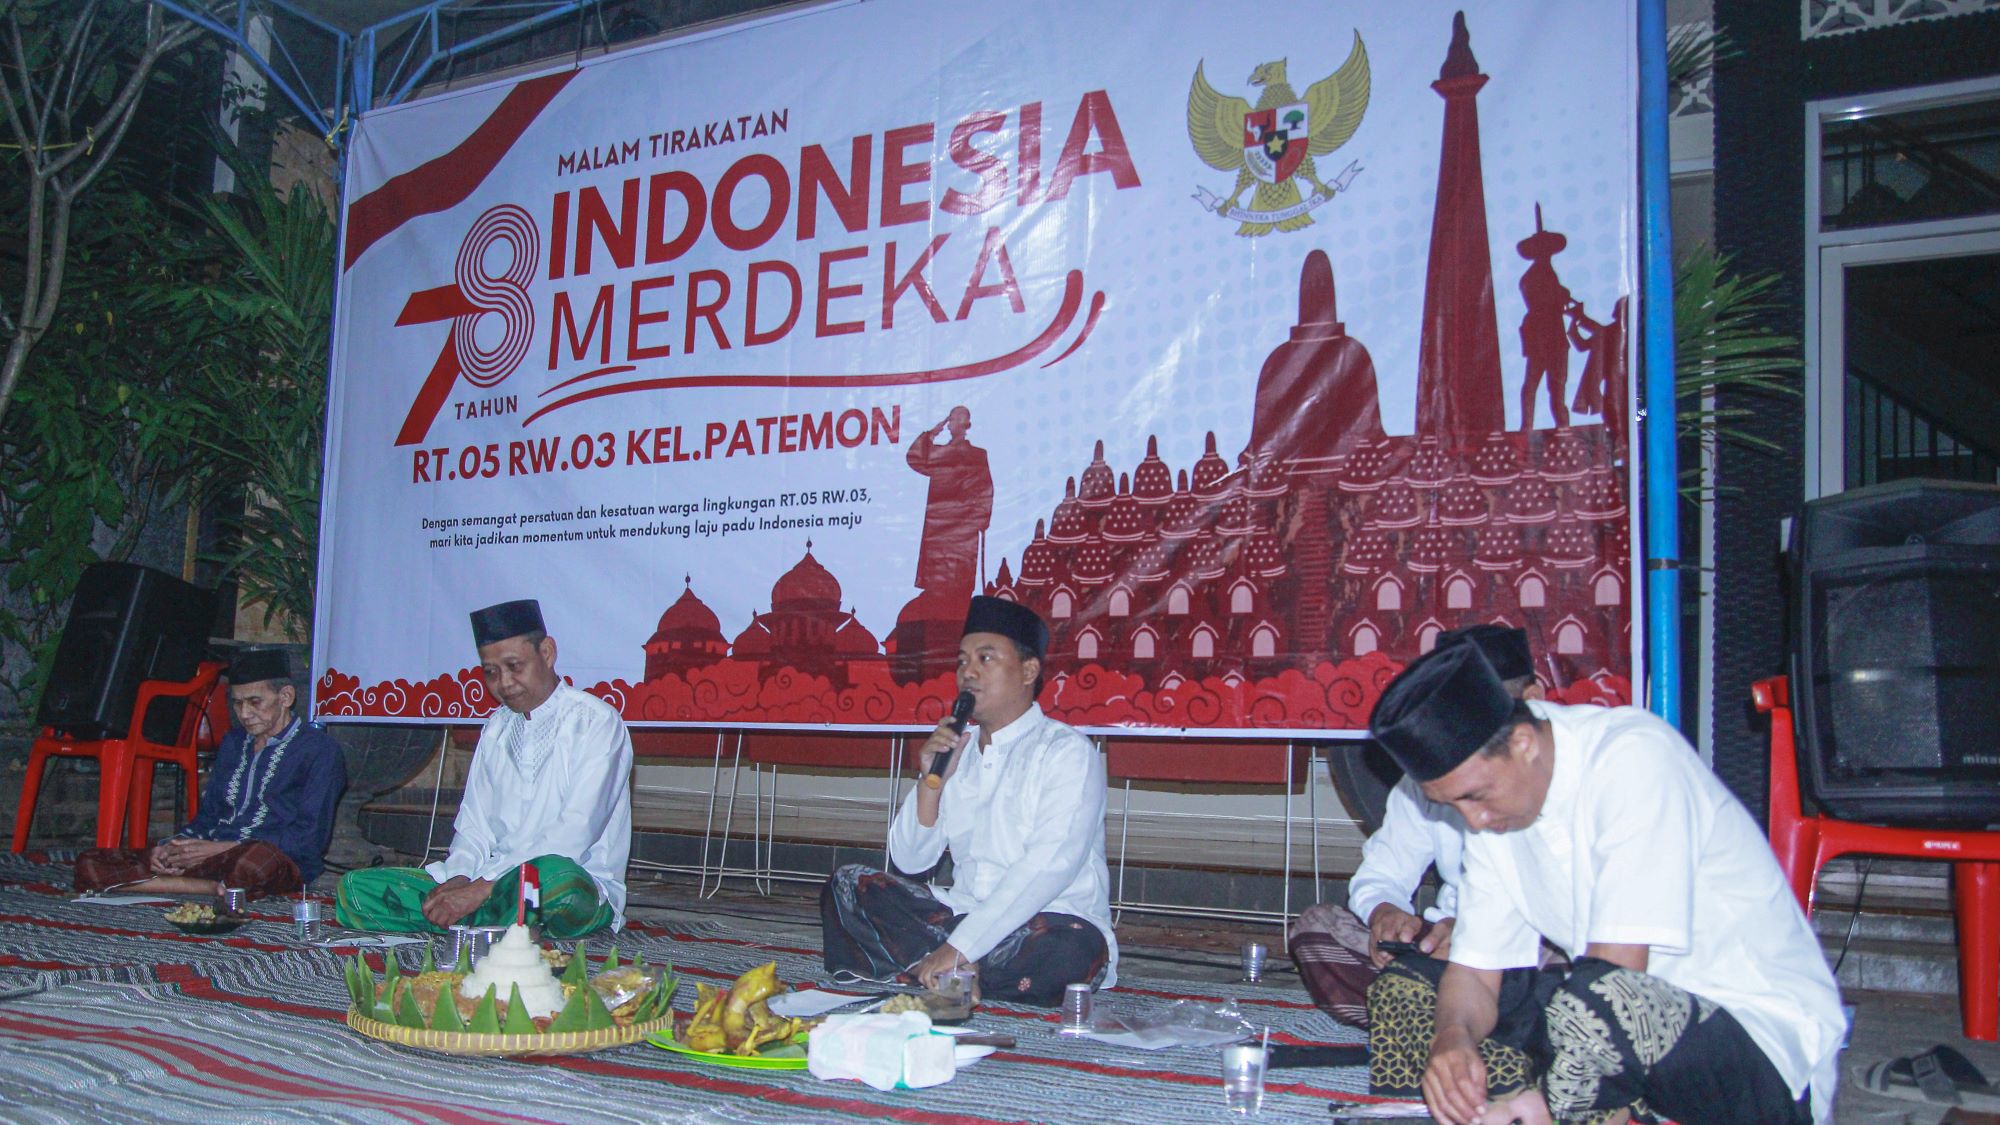 MALAM TIRAKATAN
78 INDONESIA
MERDEKA
TAHUN
RT.05 RW.03 KEL.PATEMON
Dengan semangat persatuan dan kesatuan warga lingkungan RT.05 RW.03,
mari kita jadikan momentum untuk mendukung laju padu Indonesia maju
BHINNEKA TUNGGAL IKA